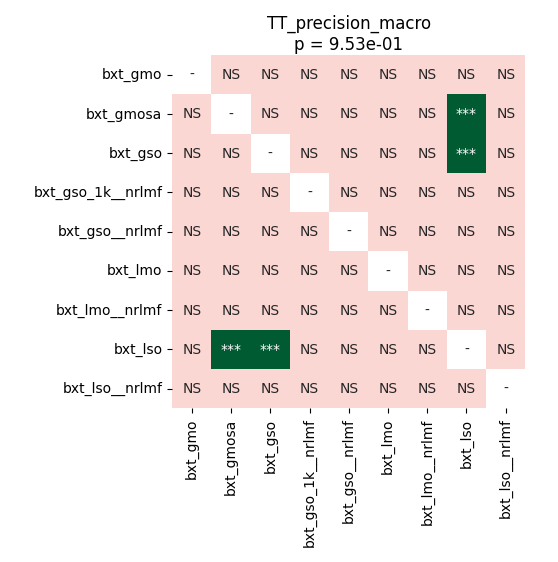 TT_precision_macro
p = 9.53e-01
bxt_gmo - NS NS NS NS NS NS NS NS
bxt_gmosa NS - NS NS NS NS NS *** NS
bxt_gso NS NS - NS NS NS NS *** NS
bxt_gso_1k__nrlmf NS NS NS - NS NS NS NS NS
bxt_gso__nrlmf NS NS NS NS - NS NS NS NS
bxt_lmo NS NS NS NS NS - NS NS NS
bxt_lmo__nrlmf NS NS NS NS NS NS - NS NS
bxt_lso NS *** *** NS NS NS NS - NS
bxt_lso__nrlmf NS NS NS NS NS NS NS NS -
bxt_gmo
bxt_gmosa
bxt_gso
bxt_gso_1k__nrlmf
bxt_gso__nrlmf
bxt_lmo
bxt_lmo__nrlmf
bxt_lso
bxt_lso__nrlmf